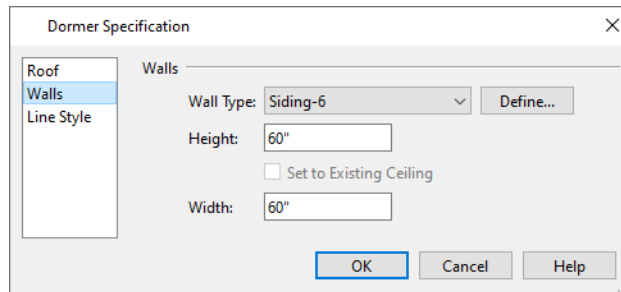 Dormer Specification
Roof
Walls
Line Style
Walls
Wall Type: Siding-6 Define...
Height: 60"
Set to Existing Ceiling
Width: 60"
OK Cancel Help